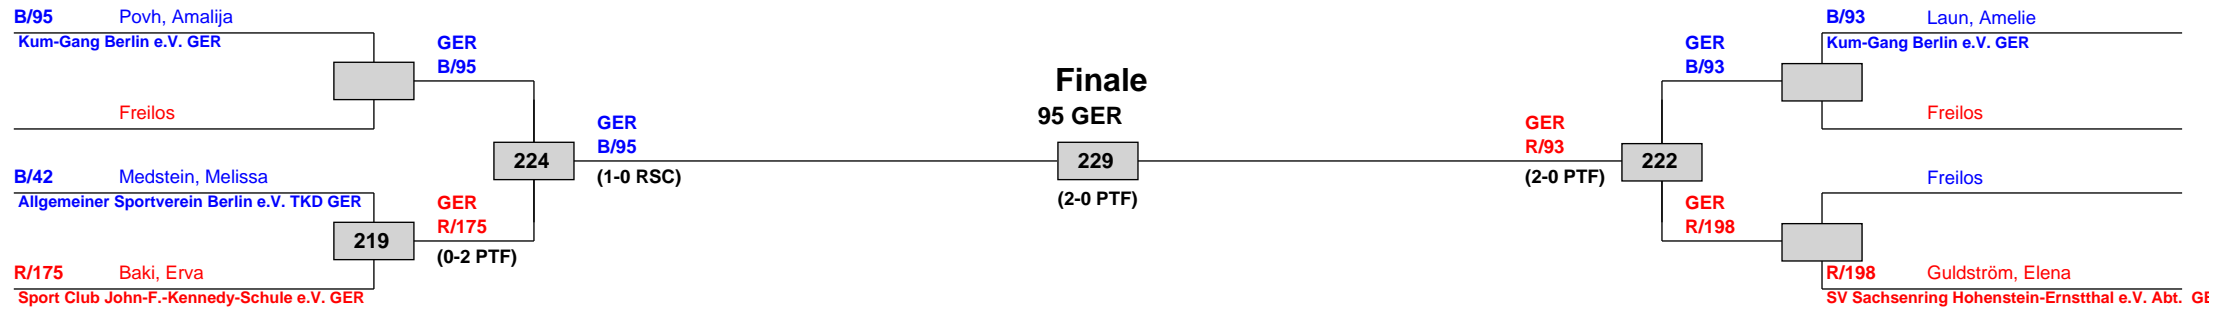 B/95 Povh, Amalija
Kum-Gang Berlin e.V. GER
Freilos
B/42 Medstein, Melissa
Allgemeiner Sportverein Berlin e.V. TKD GER
R/175 Baki, Erva
Sport Club John-F.-Kennedy-Schule e.V. GER
GER
B/95
219
GER
R/175
(0-2 PTF)
224
GER
B/95
(1-0 RSC)
Finale
95 GER
229
(2-0 PTF)
GER
R/93
(2-0 PTF)
222
GER
B/93
GER
R/198
B/93 Laun, Amelie
Kum-Gang Berlin e.V. GER
Freilos
Freilos
R/198 Guldström, Elena
SV Sachsenring Hohenstein-Ernstthal e.V. Abt. GE